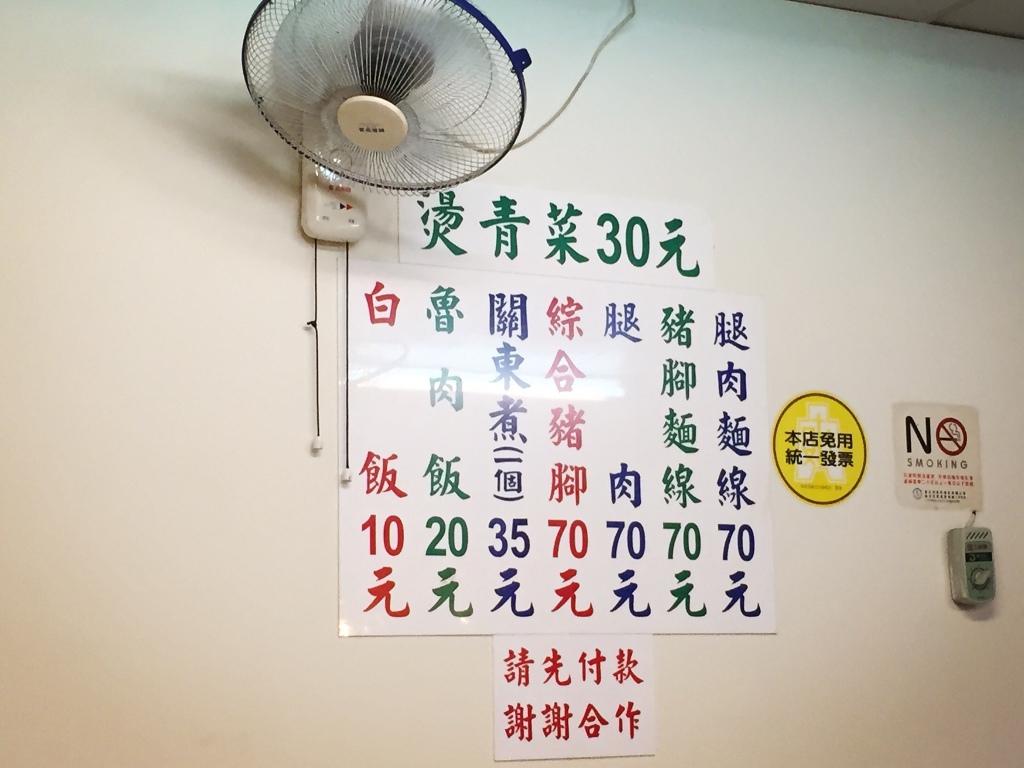 燙青菜30元
腿肉麵線70元
豬腳麵線70元
腿肉70元
綜合豬腳70元
關東煮(一個)35元
魯肉飯20元
白飯10元
請先付款
謝謝合作
本店免用
統一發票
NO
SMOKING